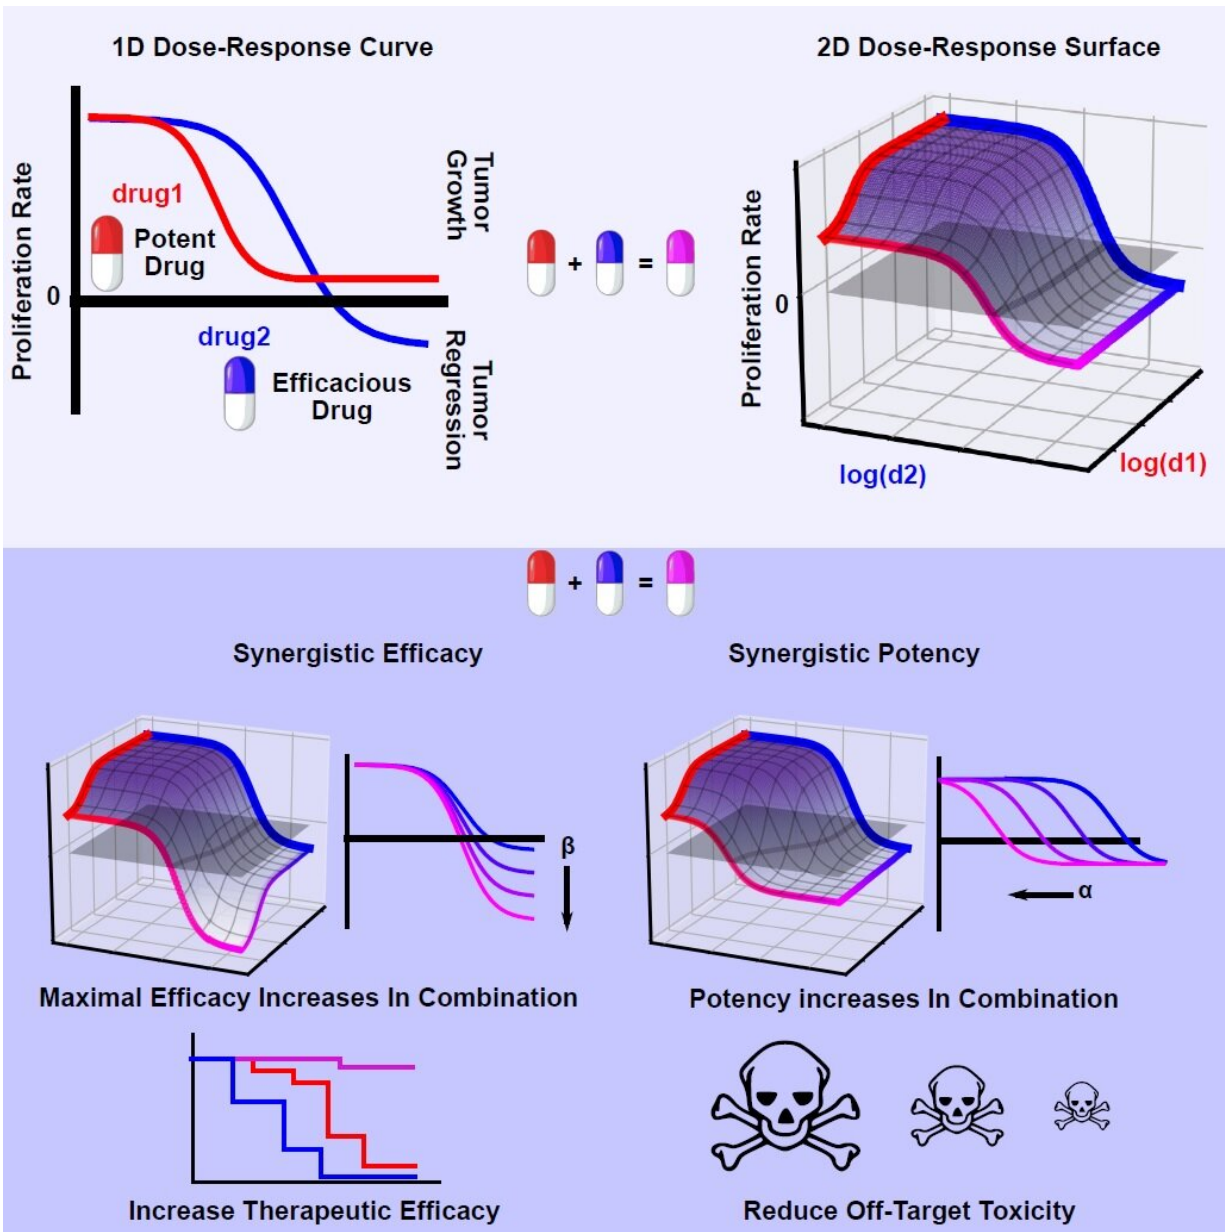 1D Dose-Response Curve
2D Dose-Response Surface
Proliferation Rate
0
drug1
Potent
Drug
drug2
Efficacious
Drug
Tumor
Growth
Tumor
Regression
+ =
Proliferation Rate
0
log(d2)
log(d1)
+ =
Synergistic Efficacy
Synergistic Potency
β
α
Maximal Efficacy Increases In Combination
Potency increases In Combination
Increase Therapeutic Efficacy
Reduce Off-Target Toxicity